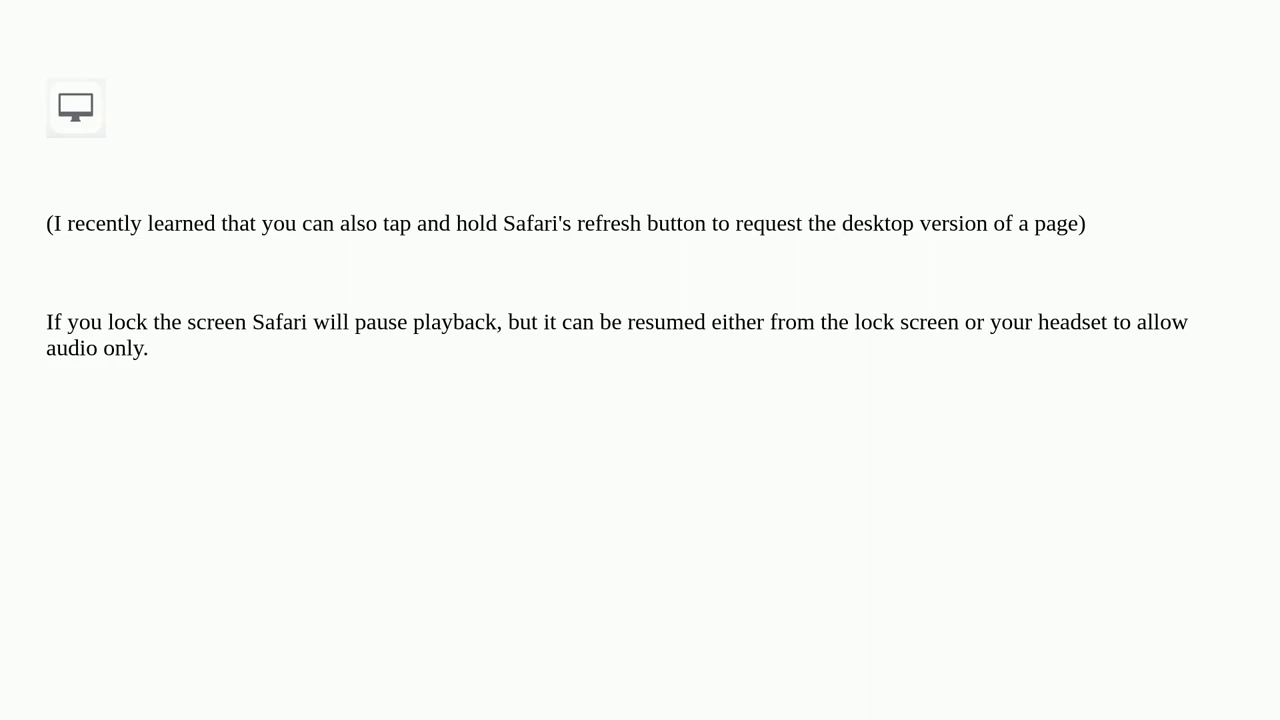 (I recently learned that you can also tap and hold Safari's refresh button to request the desktop version of a page)
If you lock the screen Safari will pause playback, but it can be resumed either from the lock screen or your headset to allow
audio only.